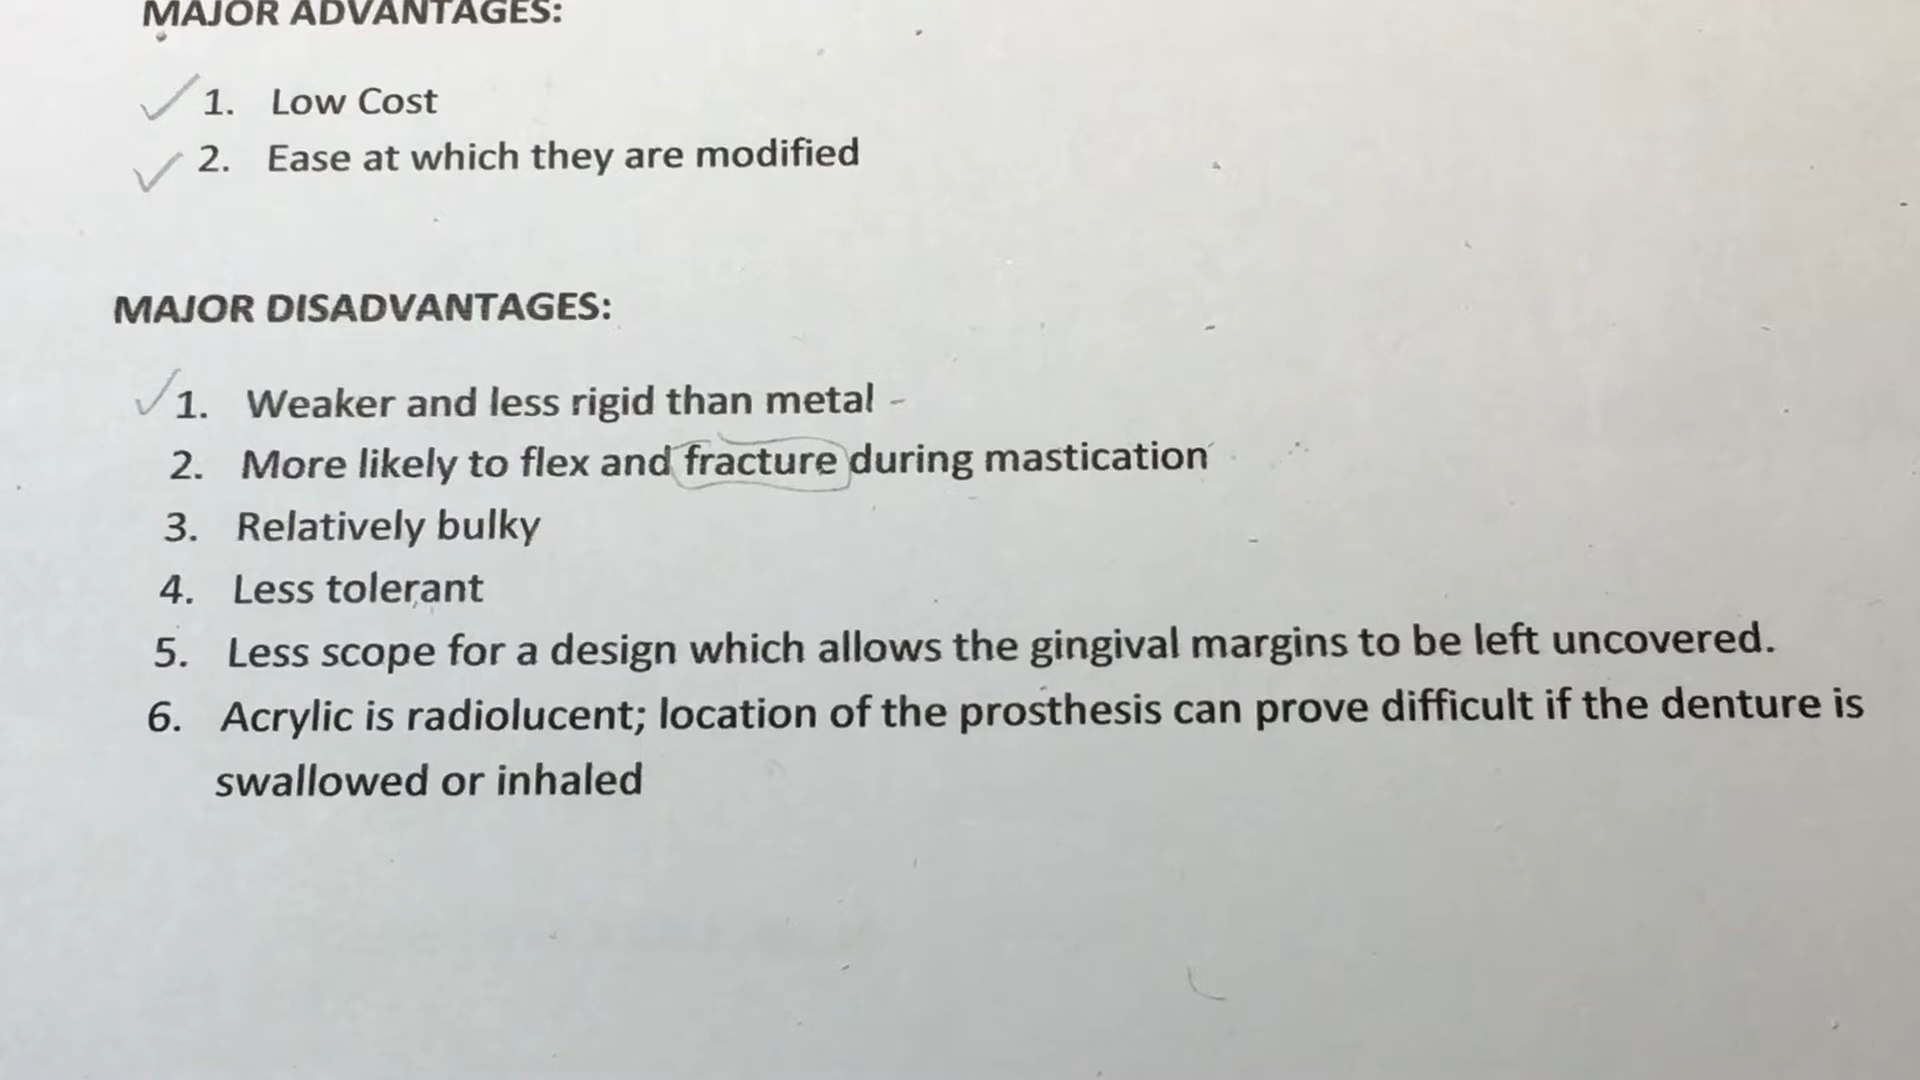 MAJOR ADVANTAGES:
1. Low Cost
2. Ease at which they are modified
MAJOR DISADVANTAGES:
1. Weaker and less rigid than metal -
2. More likely to flex and fracture during mastication
3. Relatively bulky
4. Less tolerant
5. Less scope for a design which allows the gingival margins to be left uncovered.
6. Acrylic is radiolucent; location of the prosthesis can prove difficult if the denture is
swallowed or inhaled